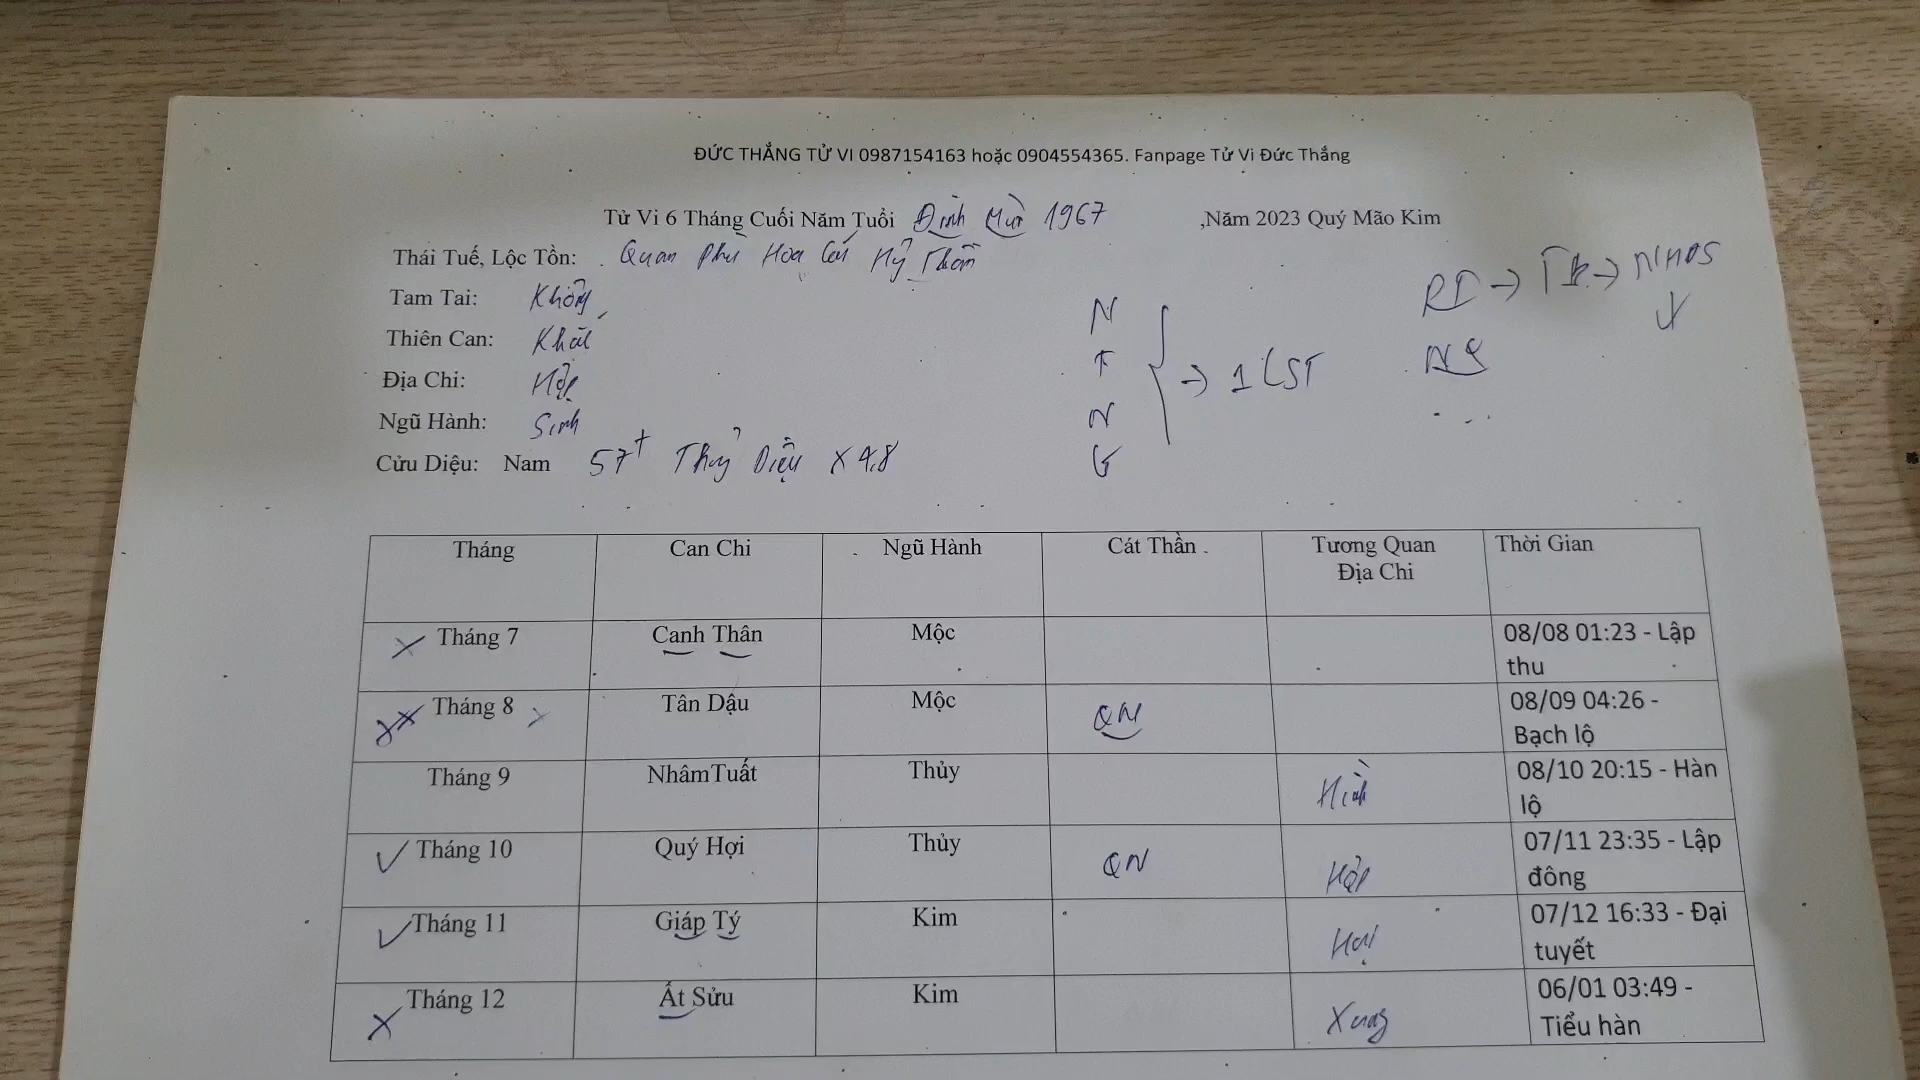 ĐỨC THẮNG TỬ VI 0987154163 hoặc 0904554365. Fanpage Tử Vi Đức Thắng
Tử Vi 6 Tháng Cuối Năm Tuổi Đinh Mùi 1967 ,Năm 2023 Quý Mão Kim
Thái Tuế, Lộc Tồn: Quan Phù Hoa Cái Hỷ Thần
Tam Tai: Không
Thiên Can: Khắc
Địa Chi: Hợp
Ngũ Hành: Sinh
Cửu Diệu: Nam 57+ Thủy Diệu x 4,8
N
T
N
G
→ 1 LST
Tháng Can Chi Ngũ Hành Cát Thần Tương Quan Địa Chi Thời Gian
Tháng 7 Canh Thân Mộc 08/08 01:23 - Lập thu
Tháng 8 Tân Dậu Mộc QN 08/09 04:26 - Bạch lộ
Tháng 9 NhâmTuất Thủy Hình 08/10 20:15 - Hàn lộ
Tháng 10 Quý Hợi Thủy QN Hợp 07/11 23:35 - Lập đông
Tháng 11 Giáp Tý Kim Hại 07/12 16:33 - Đại tuyết
Tháng 12 Ất Sửu Kim Xung 06/01 03:49 - Tiểu hàn